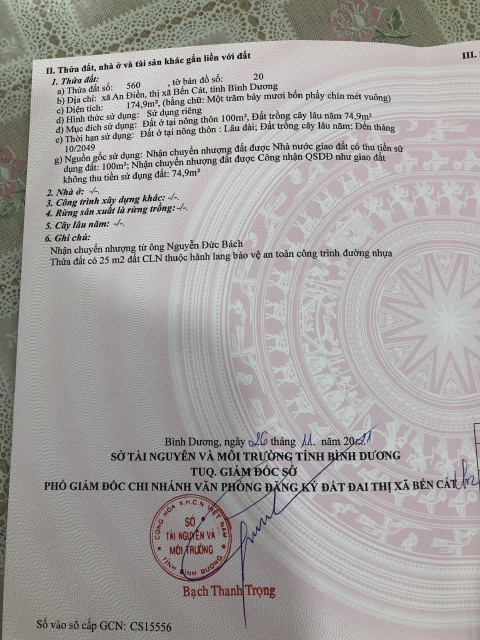 II. Thửa đất, nhà ở và tài sản khác gắn liền với đất
III.
1. Thửa đất:
a) Thửa đất số: 560 , tờ bản đồ số: 20
b) Địa chỉ: xã An Điền, thị xã Bến Cát, tỉnh Bình Dương
c) Diện tích: 174,9m², (bằng chữ: Một trăm bảy mươi bốn phẩy chín mét vuông)
d) Hình thức sử dụng: Sử dụng riêng
đ) Mục đích sử dụng: Đất ở tại nông thôn 100m², Đất trồng cây lâu năm 74,9m²
e) Thời hạn sử dụng: Đất ở tại nông thôn : Lâu dài; Đất trồng cây lâu năm: Đến tháng
10/2049
g) Nguồn gốc sử dụng: Nhận chuyển nhượng đất được Nhà nước giao đất có thu tiền sử
dụng đất: 100m²; Nhận chuyển nhượng đất được Công nhận QSDĐ như giao đất
không thu tiền sử dụng đất: 74,9m²
2. Nhà ở: -/-.
3. Công trình xây dựng khác: -/-.
4. Rừng sản xuất là rừng trồng:-/-.
5. Cây lâu năm: -/-.
6. Ghi chú:
Nhận chuyển nhượng từ ông Nguyễn Đức Bách
Thửa đất có 25 m2 đất CLN thuộc hành lang bảo vệ an toàn công trình đường nhựa
Bình Dương, ngày 26 tháng 11 năm 2021
SỞ TÀI NGUYÊN VÀ MÔI TRƯỜNG TỈNH BÌNH DƯƠNG
TUQ. GIÁM ĐỐC SỞ
PHÓ GIÁM ĐỐC CHI NHÁNH VĂN PHÒNG ĐĂNG KÝ ĐẤT ĐAI THỊ XÃ BẾN CÁT
CỘNG HÒA X.H.C.N VIỆT NAM
SỞ
TÀI NGUYÊN VÀ
MÔI TRƯỜNG
TỈNH BÌNH DƯƠNG
Bạch Thanh Trọng
Số vào sổ cấp GCN: CS15556